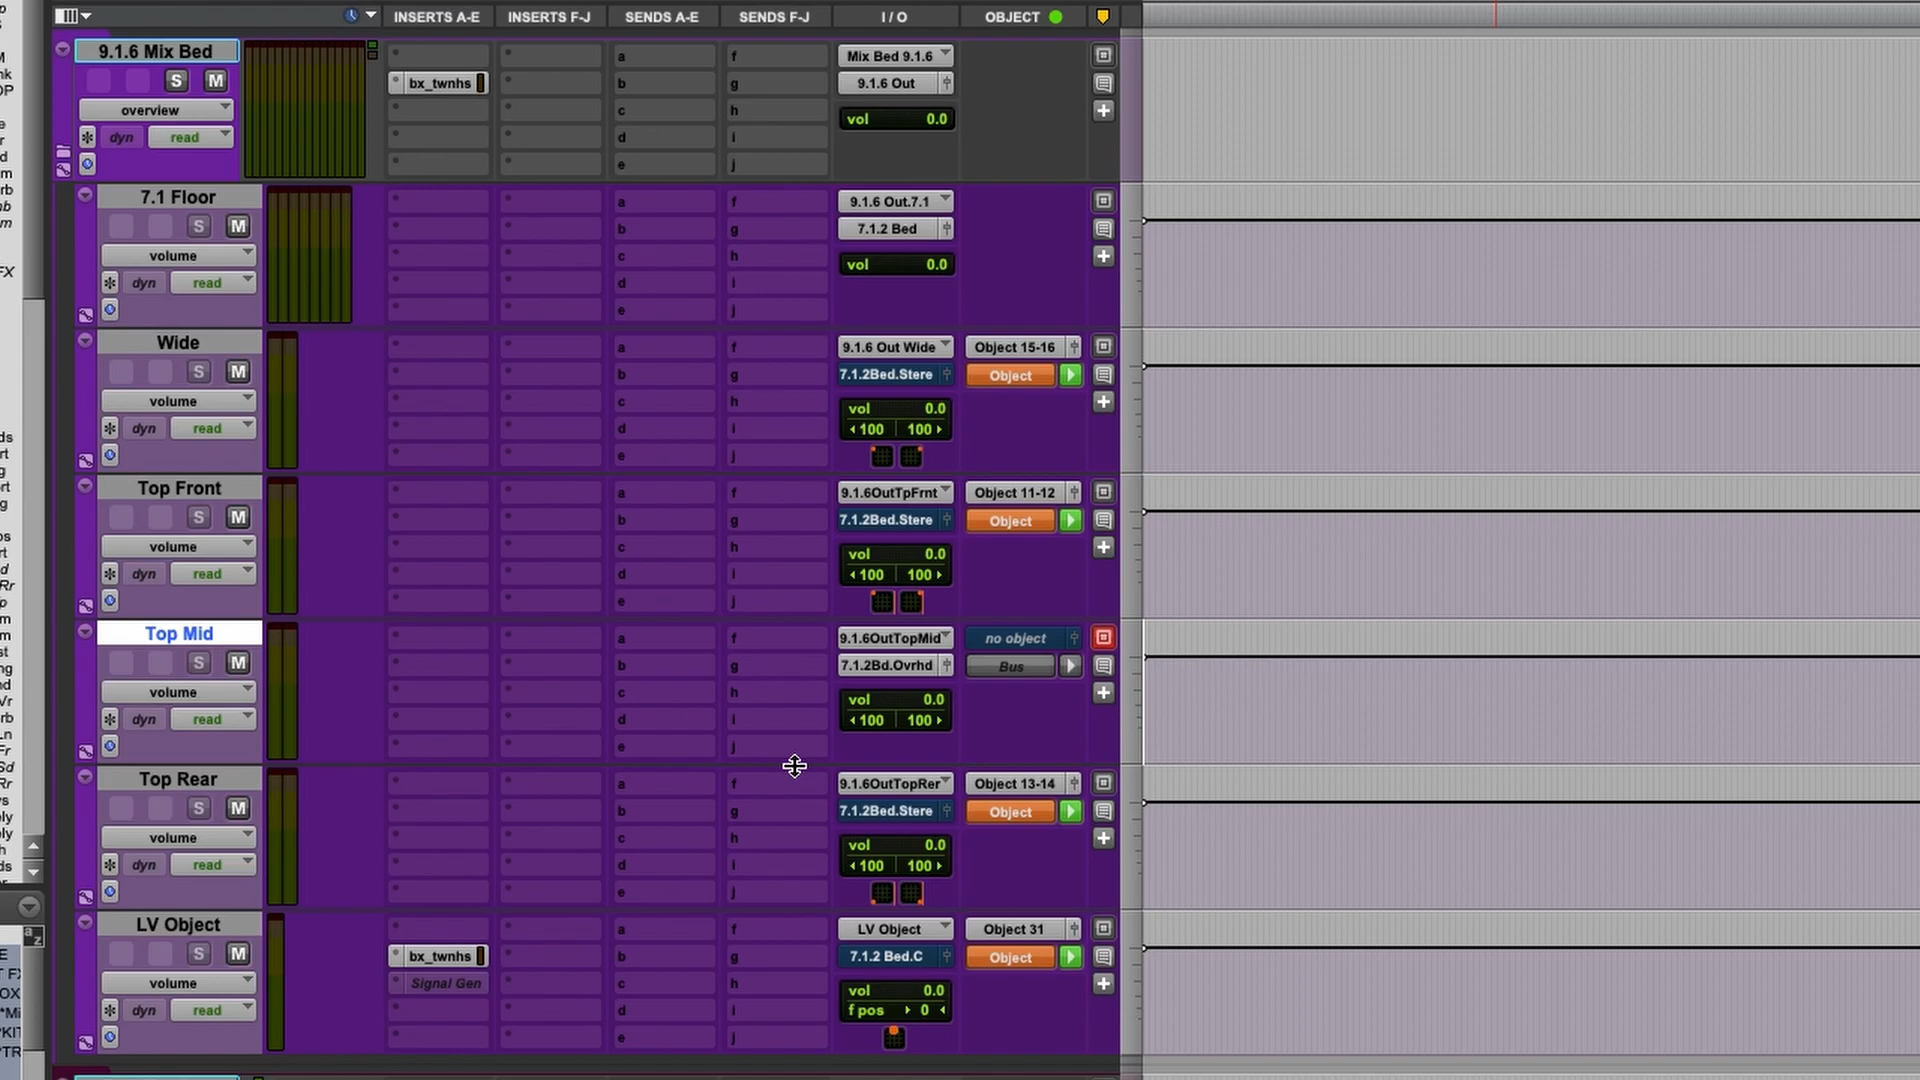 INSERTS A-E INSERTS F-J SENDS A-E SENDS F-J I / O OBJECT
9.1.6 Mix Bed
S M
overview
dyn read
bx_twnhs
a f
b g
c h
d i
e j
Mix Bed 9.1.6
9.1.6 Out
vol 0.0
7.1 Floor
S M
volume
dyn read
a f
b g
c h
d i
e j
9.1.6 Out.7.1
7.1.2 Bed
vol 0.0
Wide
S M
volume
dyn read
a f
b g
c h
d i
e j
9.1.6 Out Wide Object 15-16
7.1.2Bed.Stere Object
vol 0.0
100 100
Top Front
S M
volume
dyn read
a f
b g
c h
d i
e j
9.1.6OutTpFrnt Object 11-12
7.1.2Bed.Stere Object
vol 0.0
100 100
Top Mid
S M
volume
dyn read
a f
b g
c h
d i
e j
9.1.6OutTopMid no object
7.1.2Bd.Ovrhd Bus
vol 0.0
100 100
Top Rear
S M
volume
dyn read
a f
b g
c h
d i
e j
9.1.6OutTopRer Object 13-14
7.1.2Bed.Stere Object
vol 0.0
100 100
LV Object
S M
volume
dyn read
bx_twnhs
Signal Gen
a f
b g
c h
d i
e j
LV Object Object 31
7.1.2 Bed.C Object
vol 0.0
f pos 0